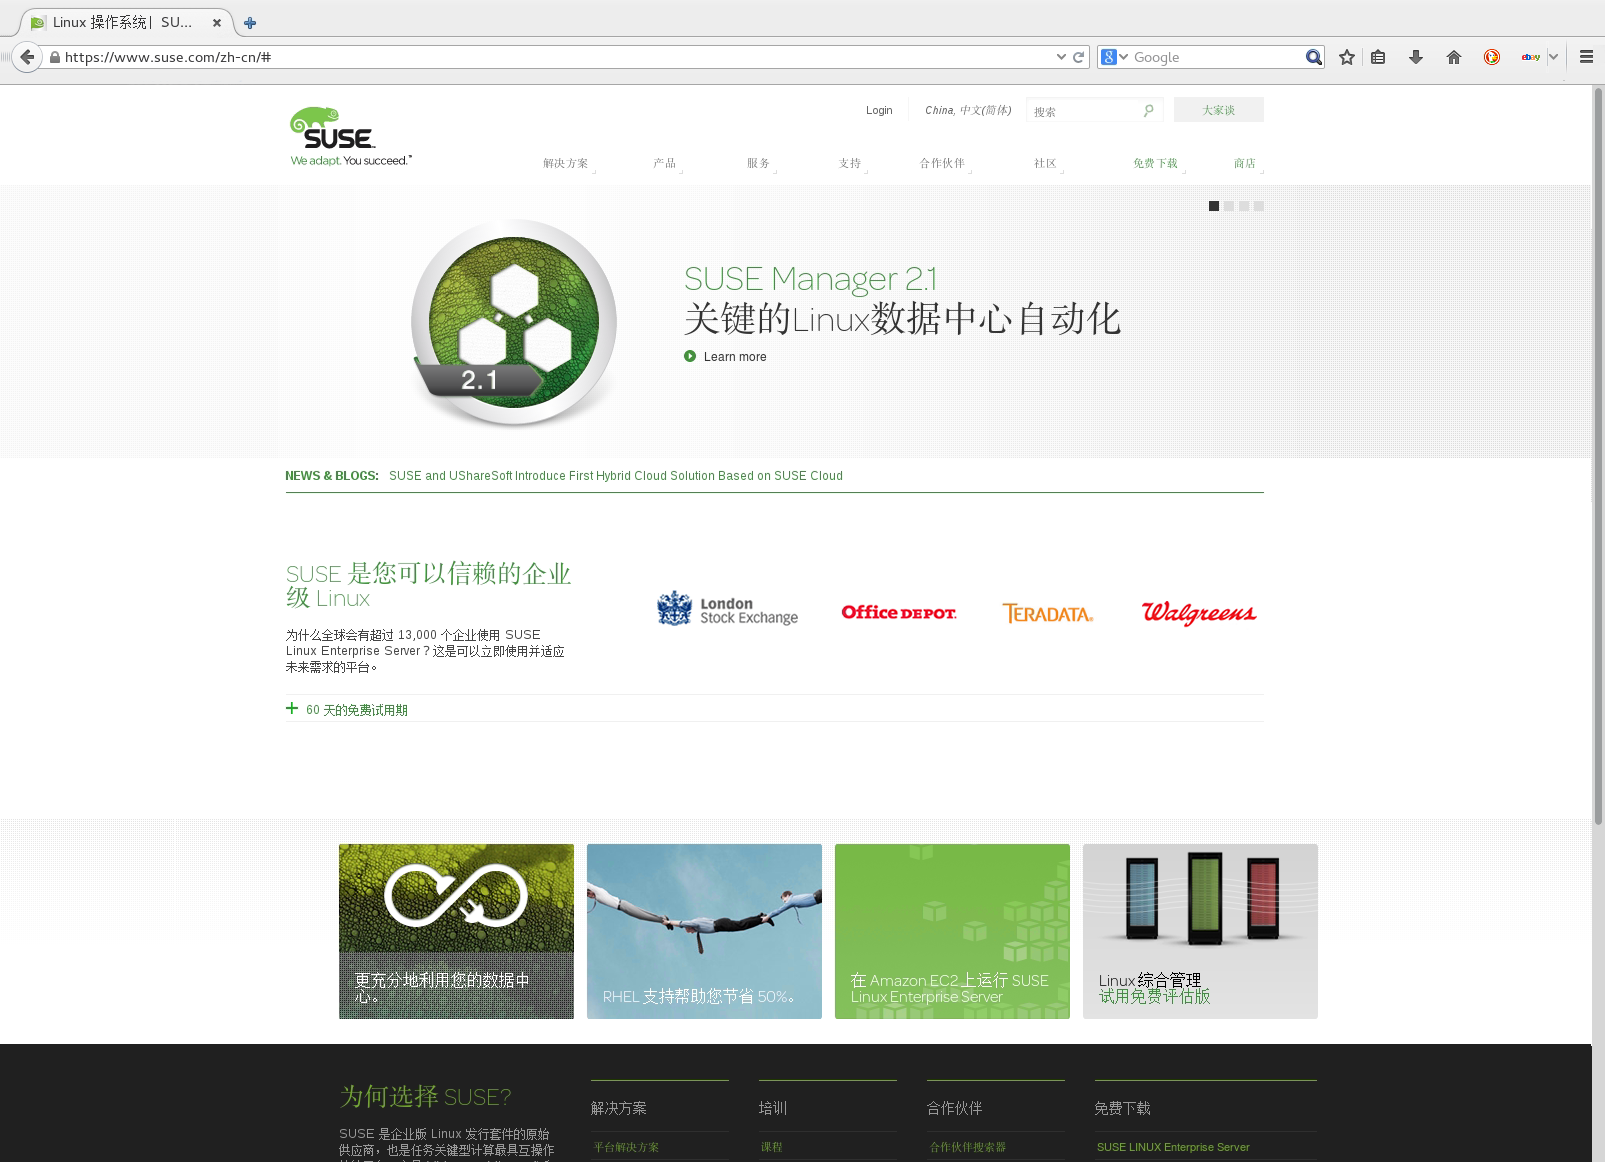 Linux 操作系统 | SU...
https://www.suse.com/zh-cn/#
Google
ebay
SUSE
We adapt. You succeed.
Login
China, 中文(简体)
搜索
大家谈
解决方案
产品
服务
支持
合作伙伴
社区
免费下载
商店
2.1
SUSE Manager 2.1
关键的Linux数据中心自动化
Learn more
NEWS & BLOGS: SUSE and UShareSoft Introduce First Hybrid Cloud Solution Based on SUSE Cloud
SUSE 是您可以信赖的企业
级 Linux
为什么全球会有超过 13,000 个企业使用 SUSE
Linux Enterprise Server？这是可以立即使用并适应
未来需求的平台。
London
Stock Exchange
Office DEPOT.
TERADATA
Walgreens
60 天的免费试用期
更充分地利用您的数据中
心。
RHEL 支持帮助您节省 50%。
在 Amazon EC2 上运行 SUSE
Linux Enterprise Server
Linux 综合管理
试用免费评估版
为何选择 SUSE?
SUSE 是企业版 Linux 发行套件的原始
供应商，也是任务关键型计算最具互操作
解决方案
平台解决方案
培训
课程
合作伙伴
合作伙伴搜索器
免费下载
SUSE LINUX Enterprise Server